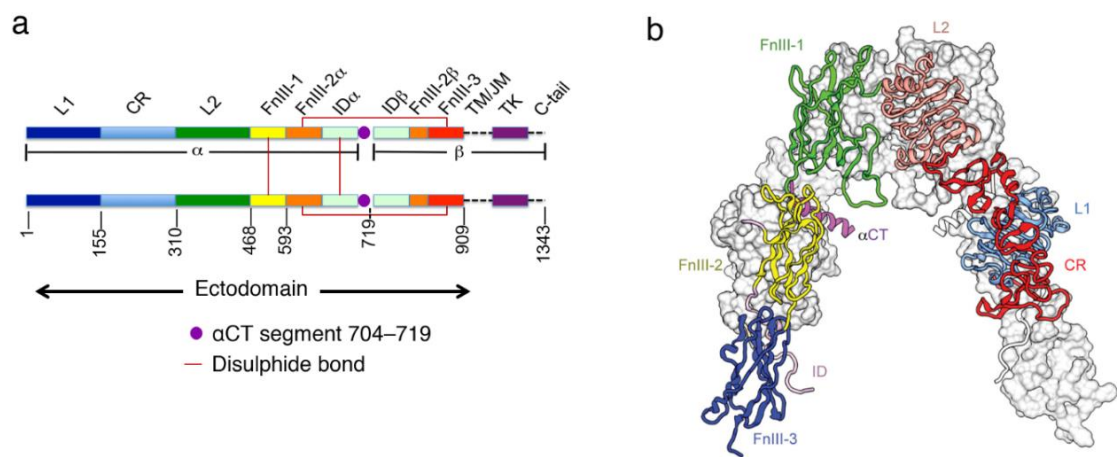 a
L1 CR L2 FnIII-1 FnIII-2α IDα IDβ FnIII-2β FnIII-3 TM/JM TK C-tail
α β
1 155 310 468 593 719 909 1343
Ectodomain
αCT segment 704–719
Disulphide bond
b
FnIII-1
L2
L1
αCT
CR
FnIII-2
ID
FnIII-3